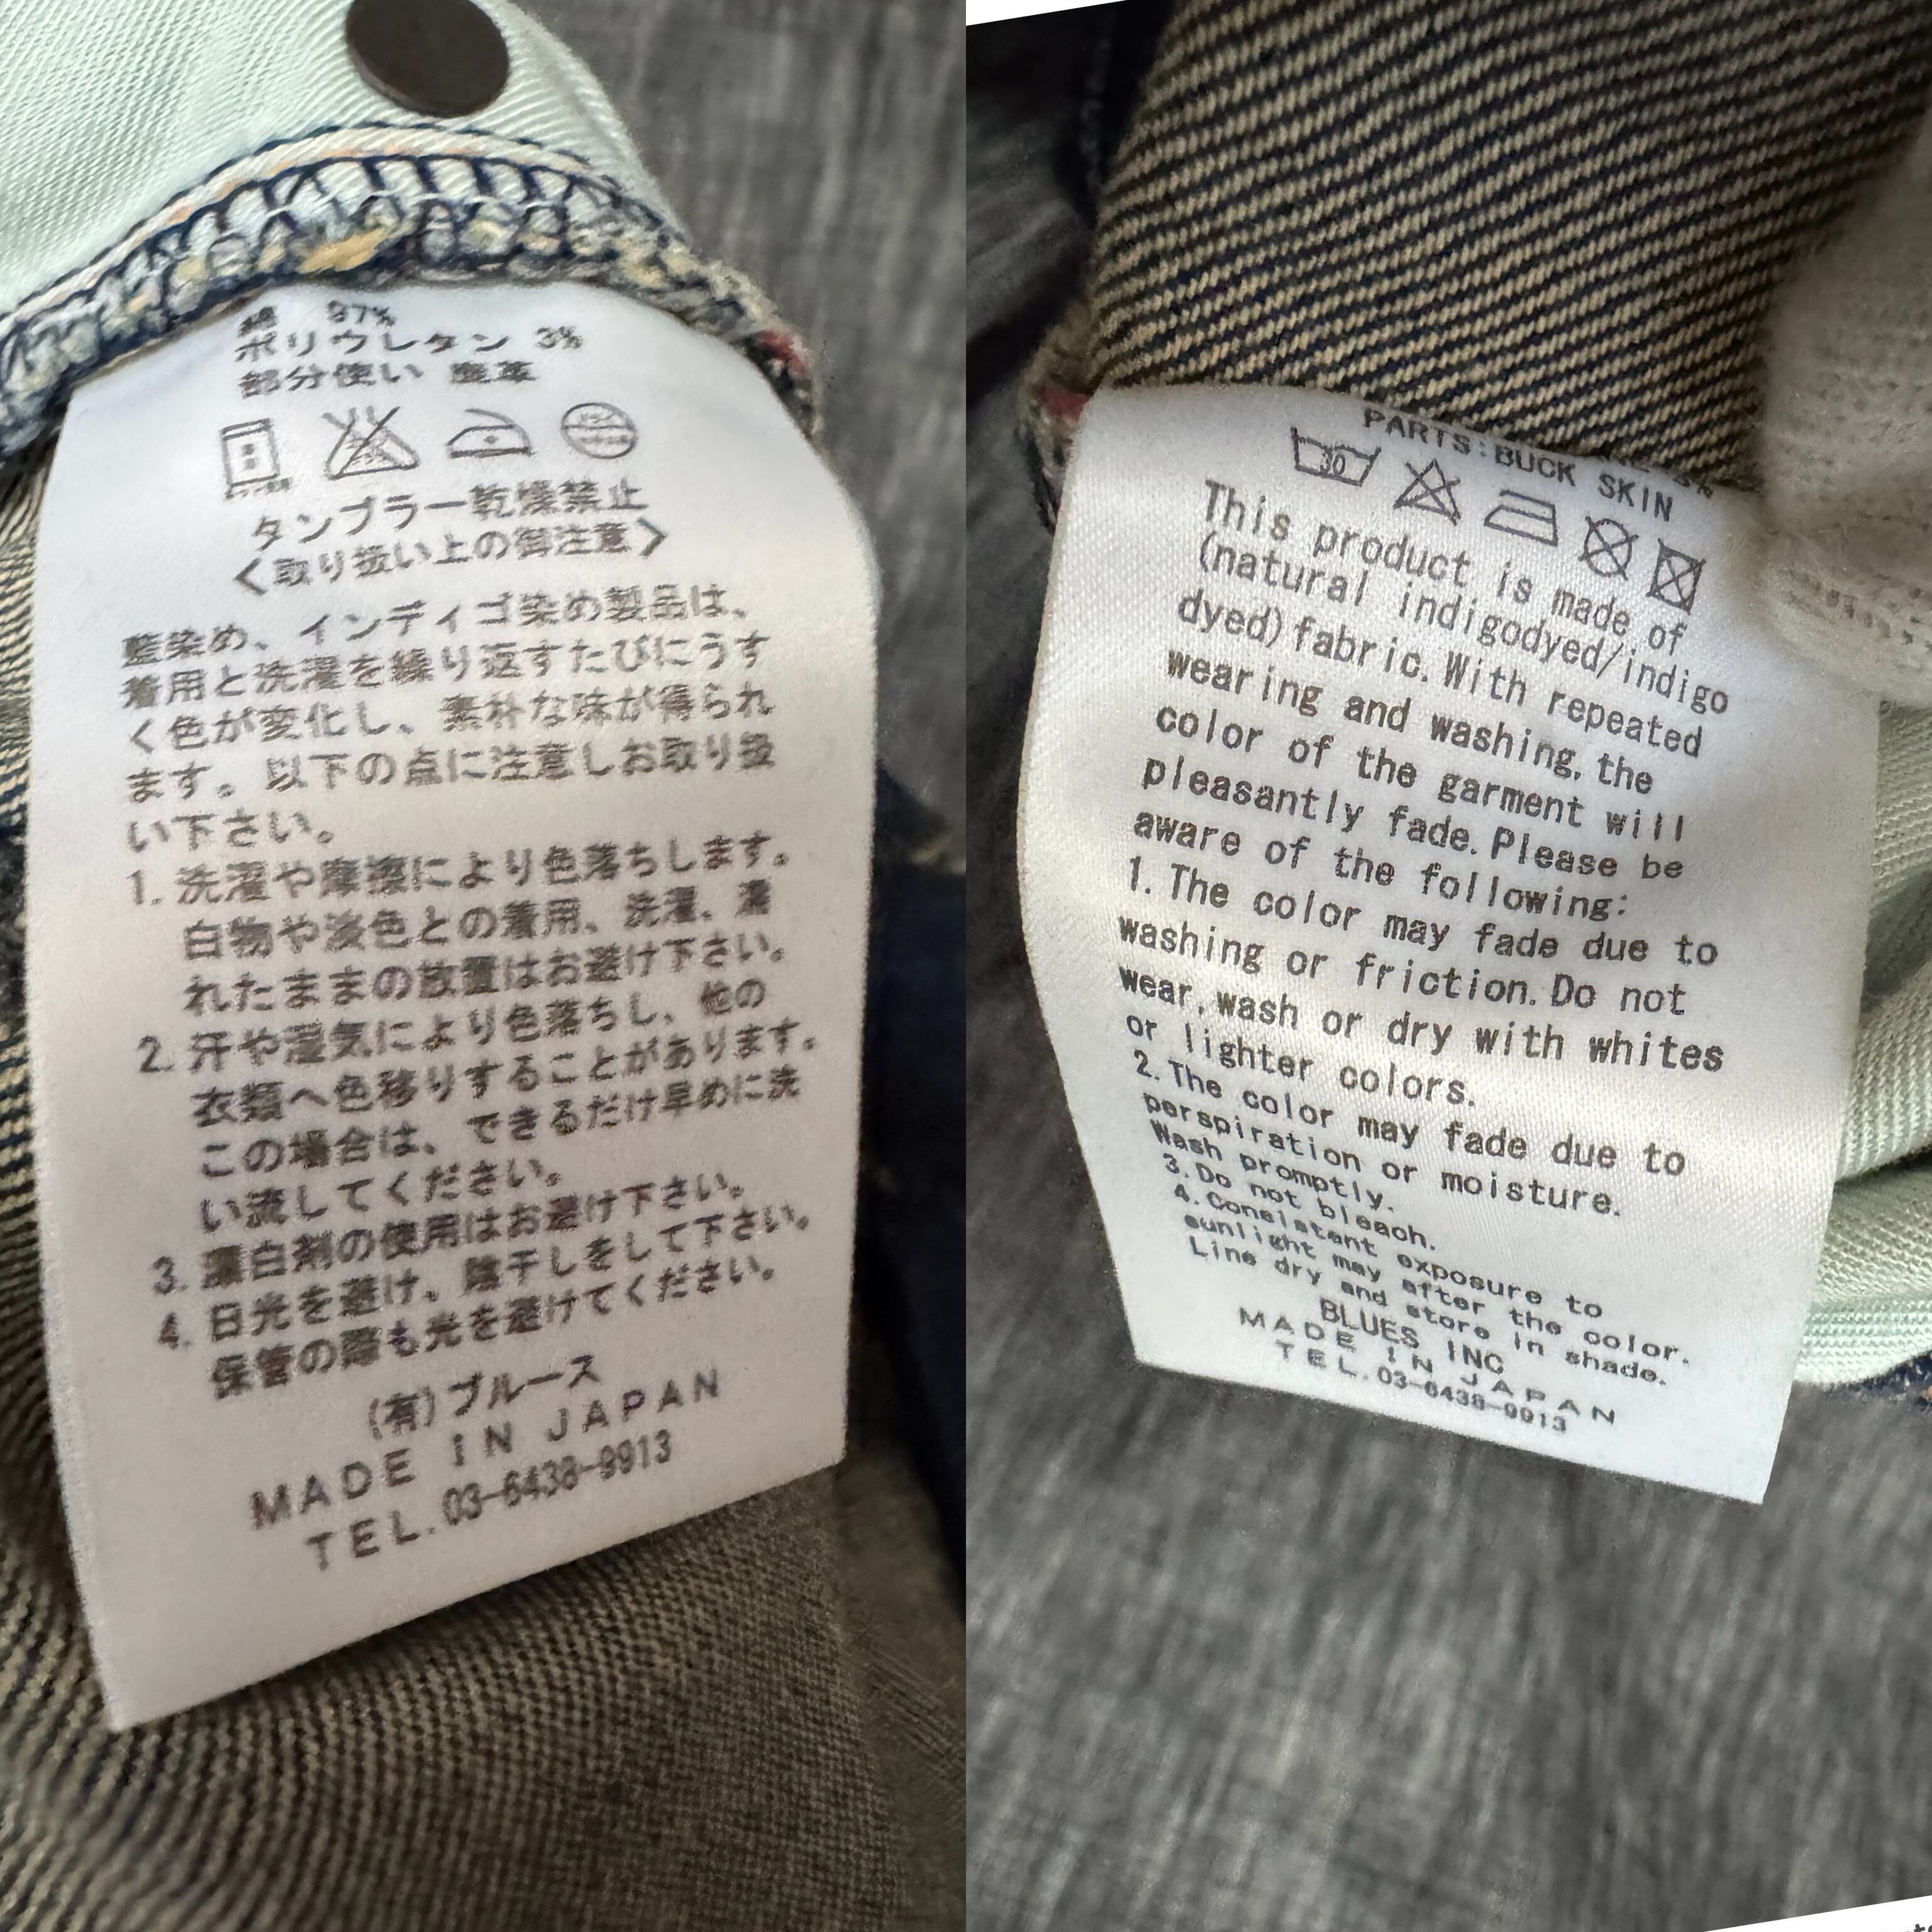 綿 97%
ポリウレタン 3%
部分使い 鹿革
タンブラー乾燥禁止
〈取り扱い上の御注意〉
藍染め、インディゴ染め製品は、
着用と洗濯を繰り返すたびにうす
く色が変化し、素朴な味が得られ
ます。以下の点に注意しお取り扱
い下さい。
1. 洗濯や摩擦により色落ちします。
白物や淡色との着用、洗濯、濡
れたままの放置はお避け下さい。
2. 汗や湿気により色落ちし、他の
衣類へ色移りすることがあります。
この場合は、できるだけ早めに洗
い流してください。
3. 漂白剤の使用はお避け下さい。
4. 日光を避け、陰干しをして下さい。
保管の際も光を避けてください。
(有)ブルース
MADE IN JAPAN
TEL.03-6438-9913
PARTS:BUCK SKIN
30
This product is made of
(natural indigodyed/indigo
dyed)fabric.With repeated
wearing and washing,the
color of the garment will
pleasantly fade.Please be
aware of the following:
1.The color may fade due to
washing or friction.Do not
wear,wash or dry with whites
or lighter colors.
2.The color may fade due to
perspiration or moisture.
Wash promptly.
3.Do not bleach.
4.Consistent exposure to
sunlight may after the color.
Line dry and store in shade.
BLUES INC
MADE IN JAPAN
TEL.03-6438-9913